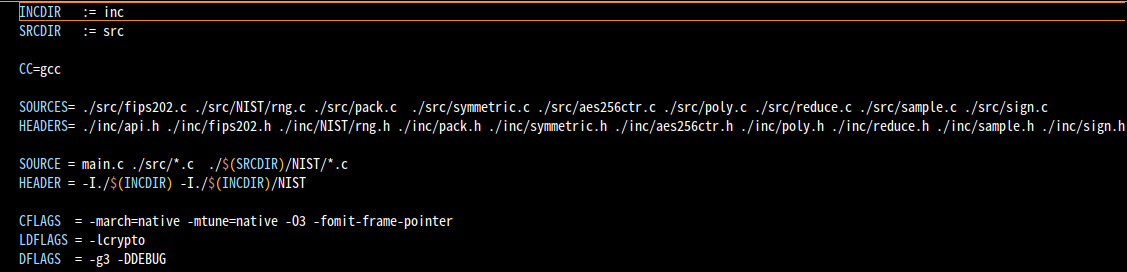 INCDIR   := inc
SRCDIR   := src
CC=gcc
SOURCES= ./src/fips202.c ./src/NIST/rng.c ./src/pack.c  ./src/symmetric.c ./src/aes256ctr.c ./src/poly.c ./src/reduce.c ./src/sample.c ./src/sign.c
HEADERS= ./inc/api.h ./inc/fips202.h ./inc/NIST/rng.h ./inc/pack.h ./inc/symmetric.h ./inc/aes256ctr.h ./inc/poly.h ./inc/reduce.h ./inc/sample.h ./inc/sign.h
SOURCE = main.c ./src/*.c  ./$(SRCDIR)/NIST/*.c
HEADER = -I./$(INCDIR) -I./$(INCDIR)/NIST
CFLAGS  = -march=native -mtune=native -O3 -fomit-frame-pointer
LDFLAGS = -lcrypto
DFLAGS  = -g3 -DDEBUG